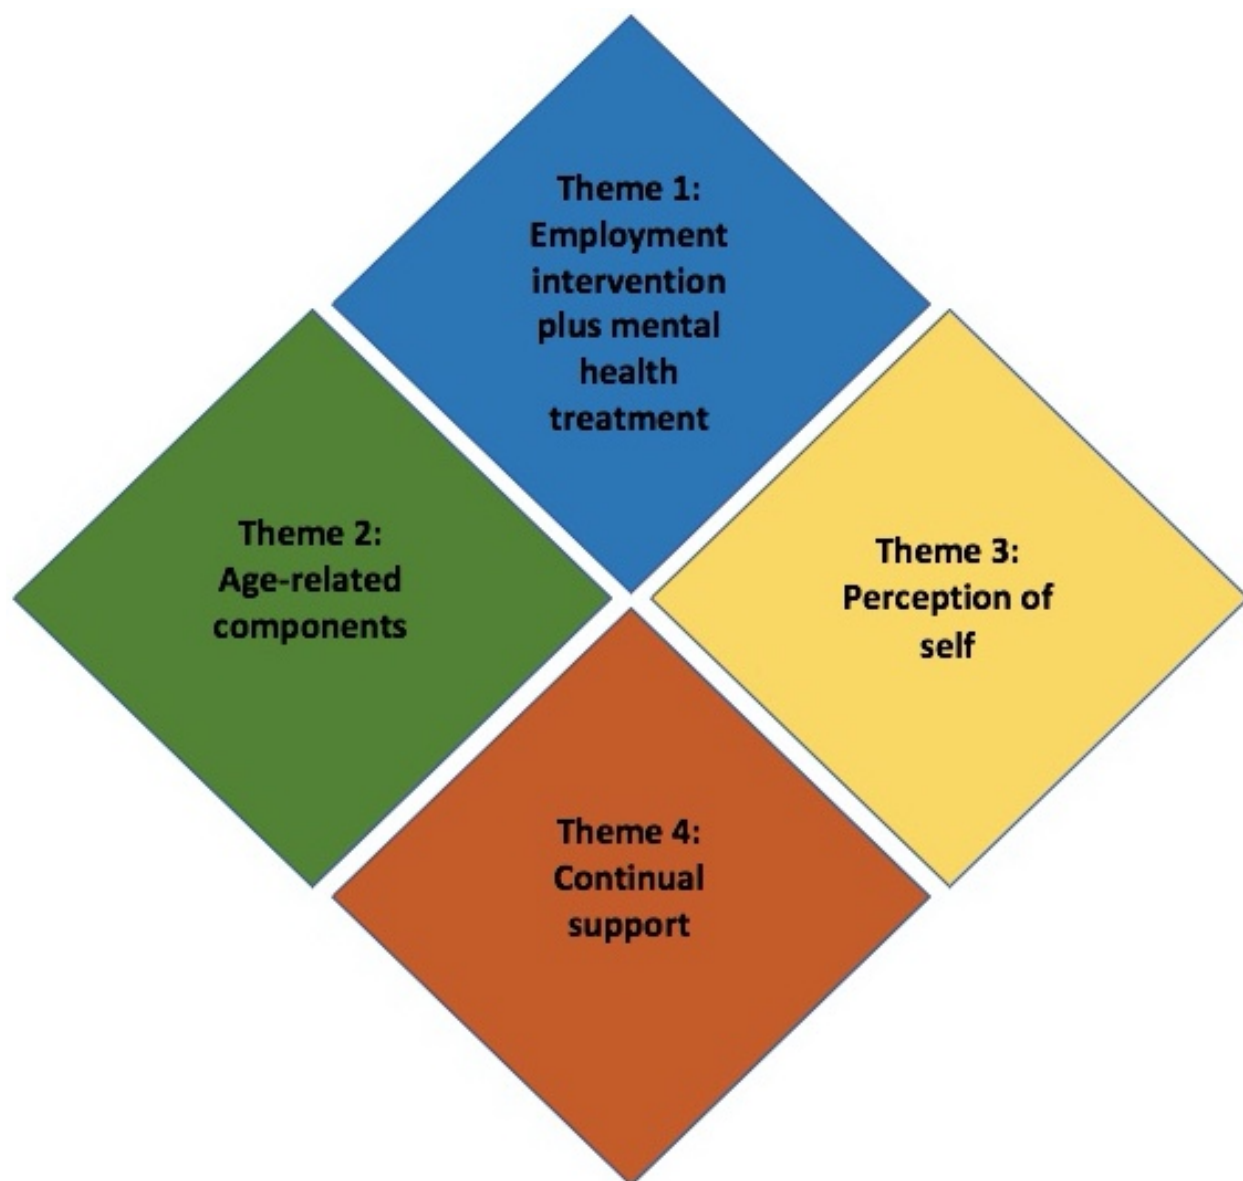 Theme 1:
Employment
intervention
plus mental
health
treatment
Theme 2:
Age-related
components
Theme 3:
Perception of
self
Theme 4:
Continual
support